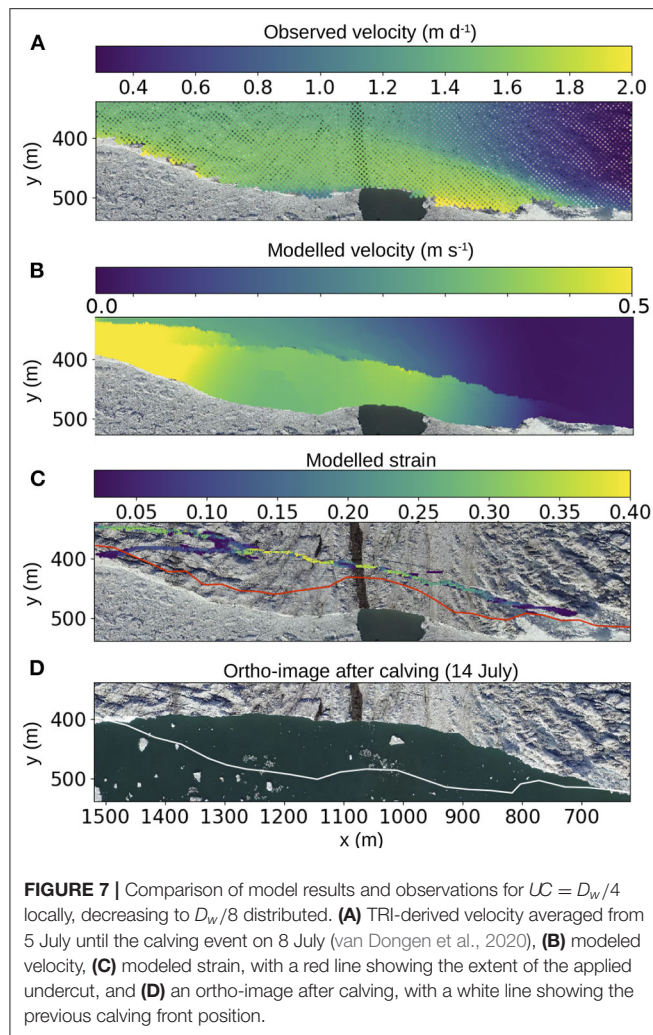 A
Observed velocity (m d⁻¹)
0.4 0.6 0.8 1.0 1.2 1.4 1.6 1.8 2.0
y (m)
400
500
B
Modelled velocity (m s⁻¹)
0.0 0.5
y (m)
400
500
C
Modelled strain
0.05 0.10 0.15 0.20 0.25 0.30 0.35 0.40
y (m)
400
500
D
Ortho-image after calving (14 July)
y (m)
400
500
1500 1400 1300 1200 1100 1000 900 800 700
x (m)
FIGURE 7 | Comparison of model results and observations for UC = D_w/4
locally, decreasing to D_w/8 distributed. (A) TRI-derived velocity averaged from
5 July until the calving event on 8 July (van Dongen et al., 2020), (B) modeled
velocity, (C) modeled strain, with a red line showing the extent of the applied
undercut, and (D) an ortho-image after calving, with a white line showing the
previous calving front position.